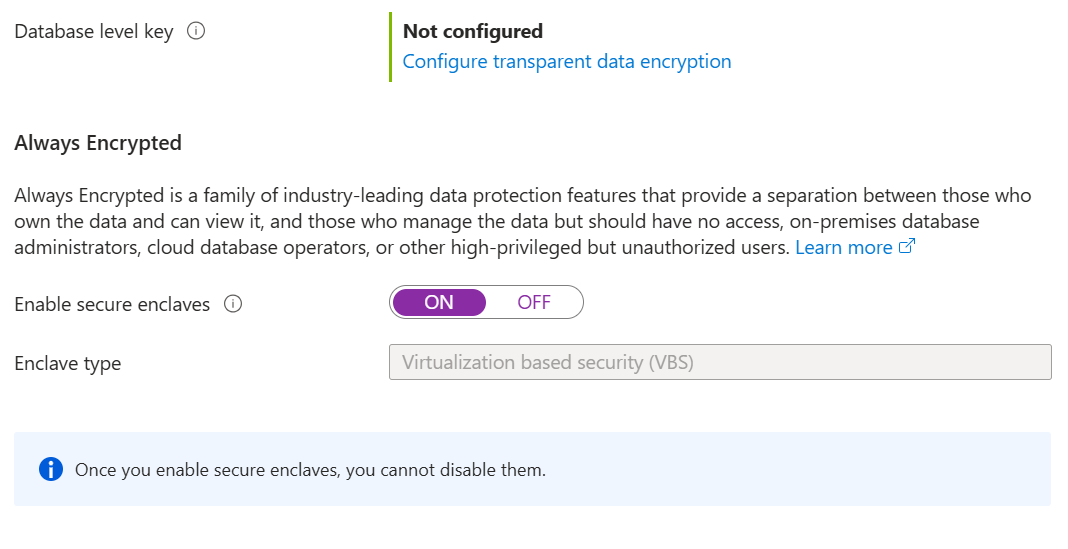 Database level key
Not configured
Configure transparent data encryption
Always Encrypted
Always Encrypted is a family of industry-leading data protection features that provide a separation between those who
own the data and can view it, and those who manage the data but should have no access, on-premises database
administrators, cloud database operators, or other high-privileged but unauthorized users. Learn more
Enable secure enclaves
ON OFF
Enclave type
Virtualization based security (VBS)
Once you enable secure enclaves, you cannot disable them.